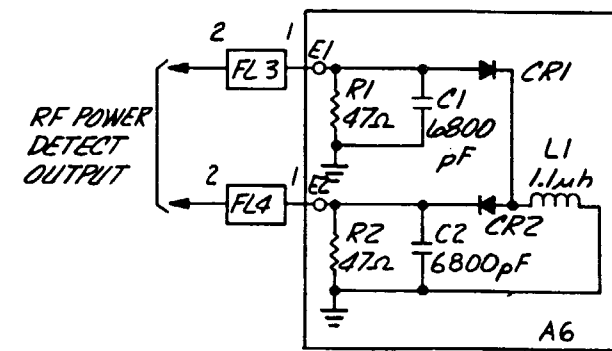 2
1
E1
FL3
CR1
R1
47Ω
C1
6800
pF
RF POWER
DETECT
OUTPUT
L1
1.1μh
2
1
E2
FL4
CR2
R2
47Ω
C2
6800pF
A6